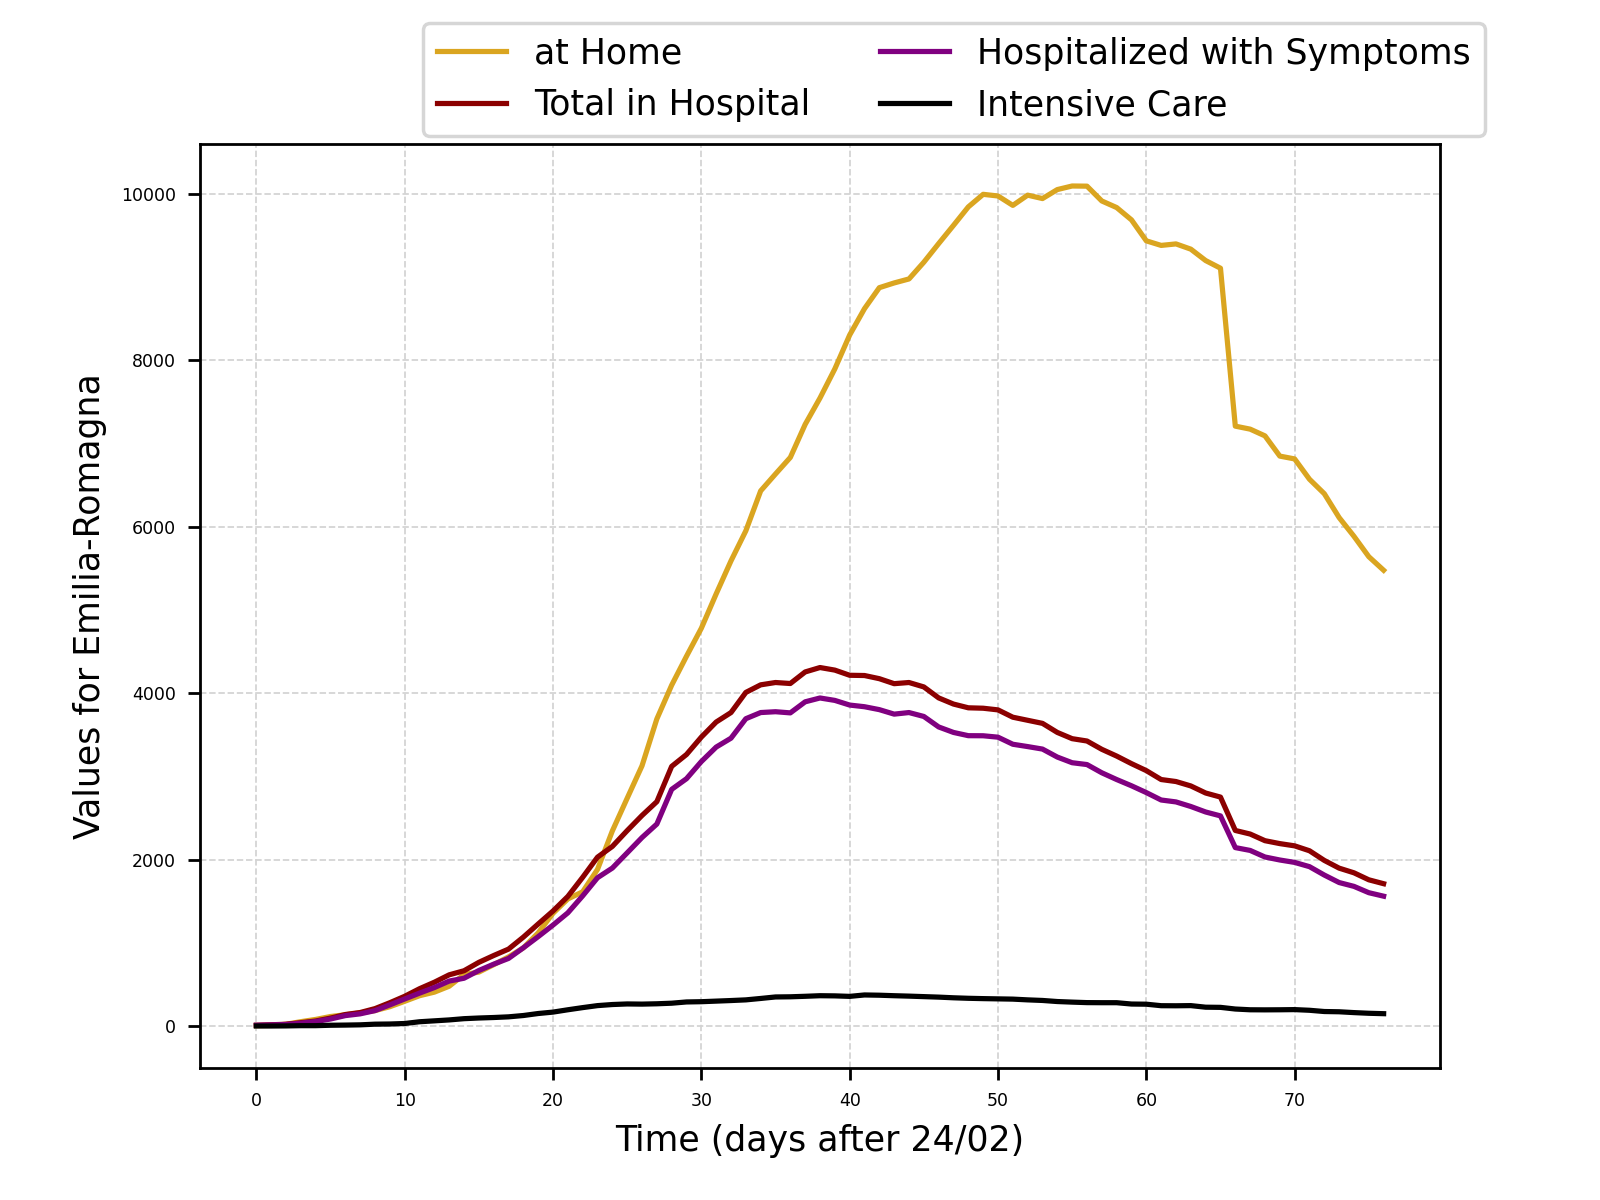 at Home
Total in Hospital
Hospitalized with Symptoms
Intensive Care
10000
8000
6000
4000
2000
0
Values for Emilia-Romagna
0 10 20 30 40 50 60 70
Time (days after 24/02)